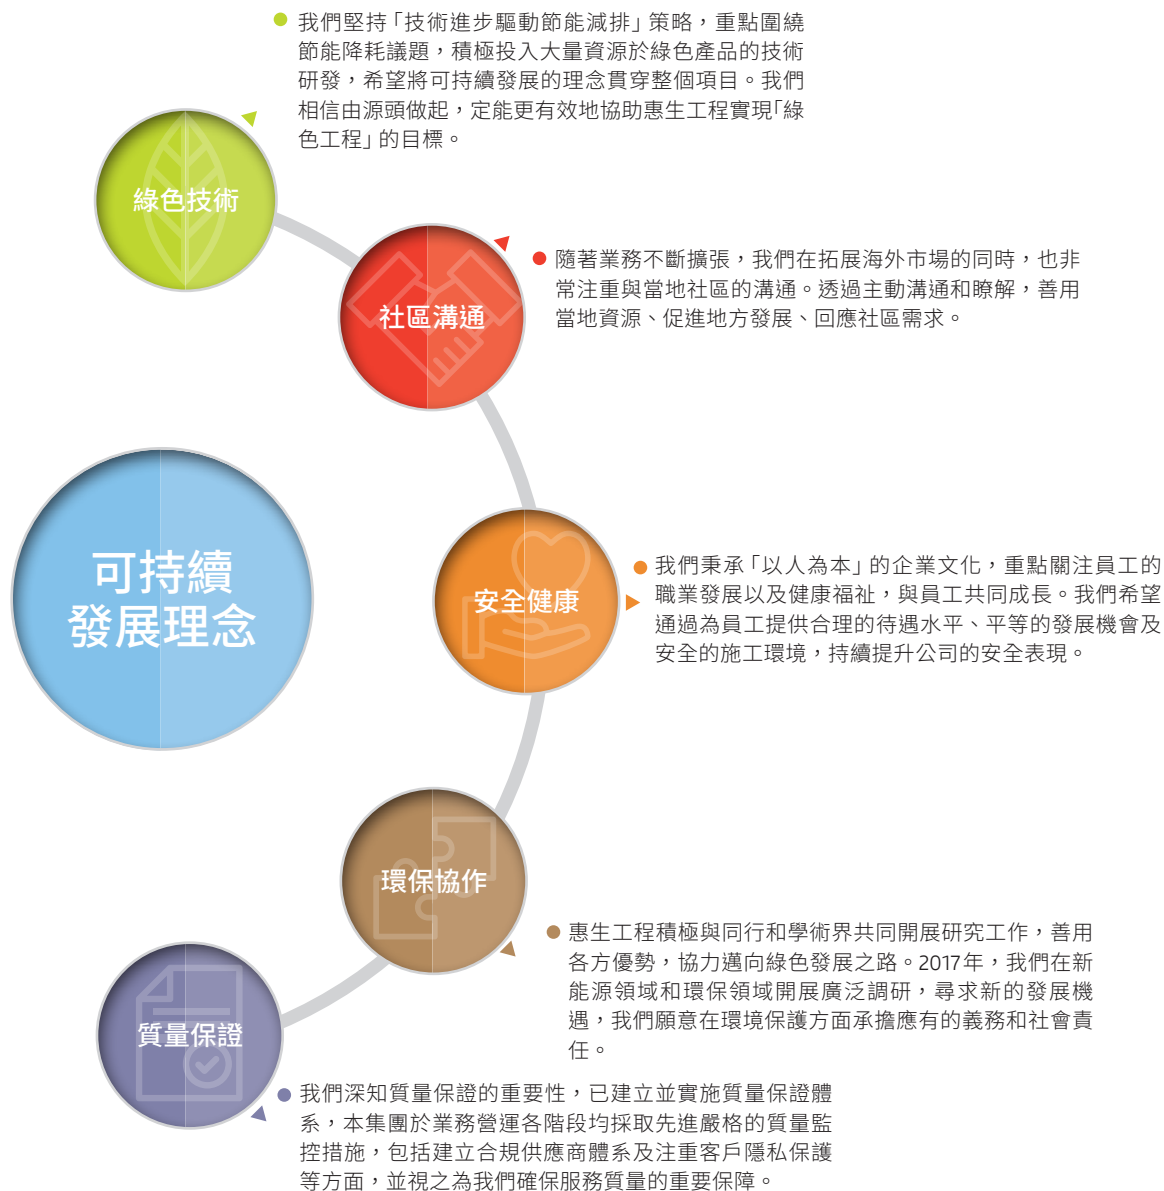 我們堅持「技術進步驅動節能減排」策略，重點圍繞
節能降耗議題，積極投入大量資源於綠色產品的技術
研發，希望將可持續發展的理念貫穿整個項目。我們
相信由源頭做起，定能更有效地協助惠生工程實現「綠
色工程」的目標。
綠色技術
社區溝通
隨著業務不斷擴張，我們在拓展海外市場的同時，也非
常注重與當地社區的溝通。透過主動溝通和瞭解，善用
當地資源、促進地方發展、回應社區需求。
可持續
發展理念
安全健康
我們秉承「以人為本」的企業文化，重點關注員工的
職業發展以及健康福祉，與員工共同成長。我們希望
通過為員工提供合理的待遇水平、平等的發展機會及
安全的施工環境，持續提升公司的安全表現。
環保協作
惠生工程積極與同行和學術界共同開展研究工作，善用
各方優勢，協力邁向綠色發展之路。2017年，我們在新
能源領域和環保領域開展廣泛調研，尋求新的發展機
遇，我們願意在環境保護方面承擔應有的義務和社會責
任。
質量保證
我們深知質量保證的重要性，已建立並實施質量保證體
系，本集團於業務營運各階段均採取先進嚴格的質量監
控措施，包括建立合規供應商體系及注重客戶隱私保護
等方面，並視之為我們確保服務質量的重要保障。